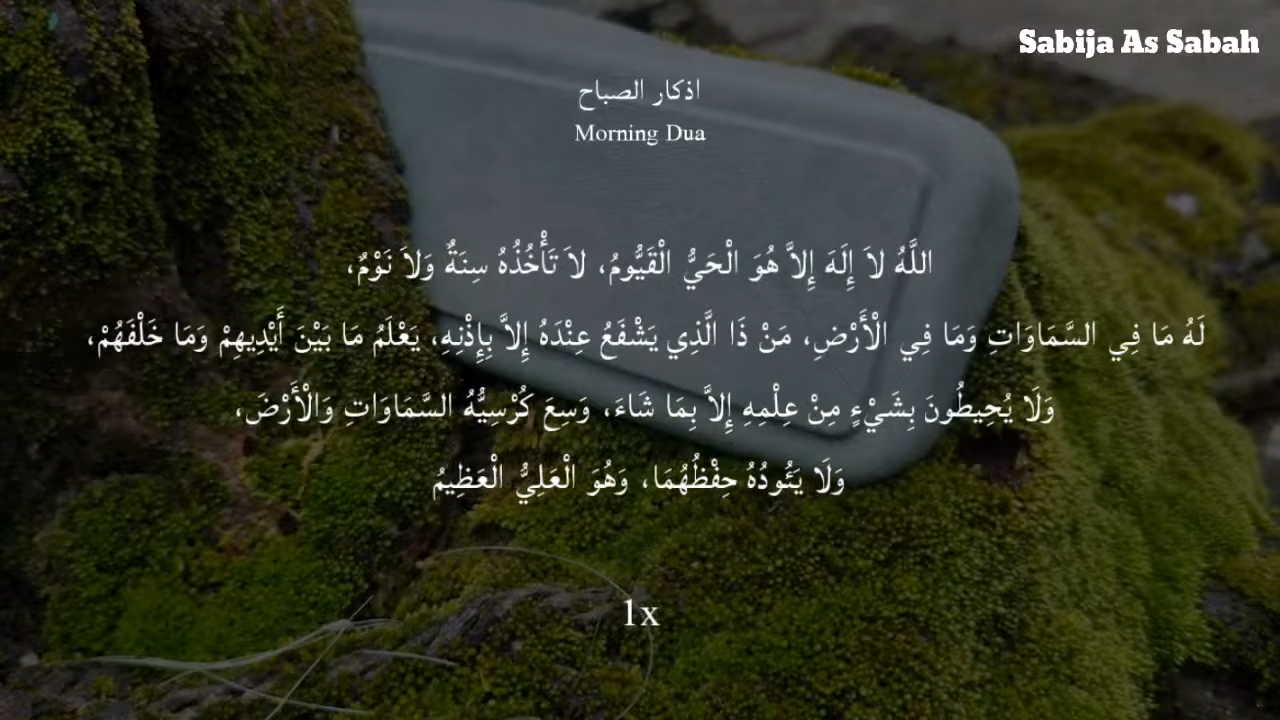 Sabija As Sabah
اذكار الصباح
Morning Dua
اللَّهُ لاَ إِلَهَ إِلاَّ هُوَ الْحَيُّ الْقَيُّومُ، لاَ تَأْخُذُهُ سِنَةٌ وَلاَ نَوْمٌ،
لَهُ مَا فِي السَّمَاوَاتِ وَمَا فِي الْأَرْضِ، مَنْ ذَا الَّذِي يَشْفَعُ عِنْدَهُ إِلاَّ بِإِذْنِهِ، يَعْلَمُ مَا بَيْنَ أَيْدِيهِمْ وَمَا خَلْفَهُمْ،
وَلَا يُحِيطُونَ بِشَيْءٍ مِنْ عِلْمِهِ إِلاَّ بِمَا شَاءَ، وَسِعَ كُرْسِيُّهُ السَّمَاوَاتِ وَالْأَرْضَ،
وَلَا يَئُودُهُ حِفْظُهُمَا، وَهُوَ الْعَلِيُّ الْعَظِيمُ
1x